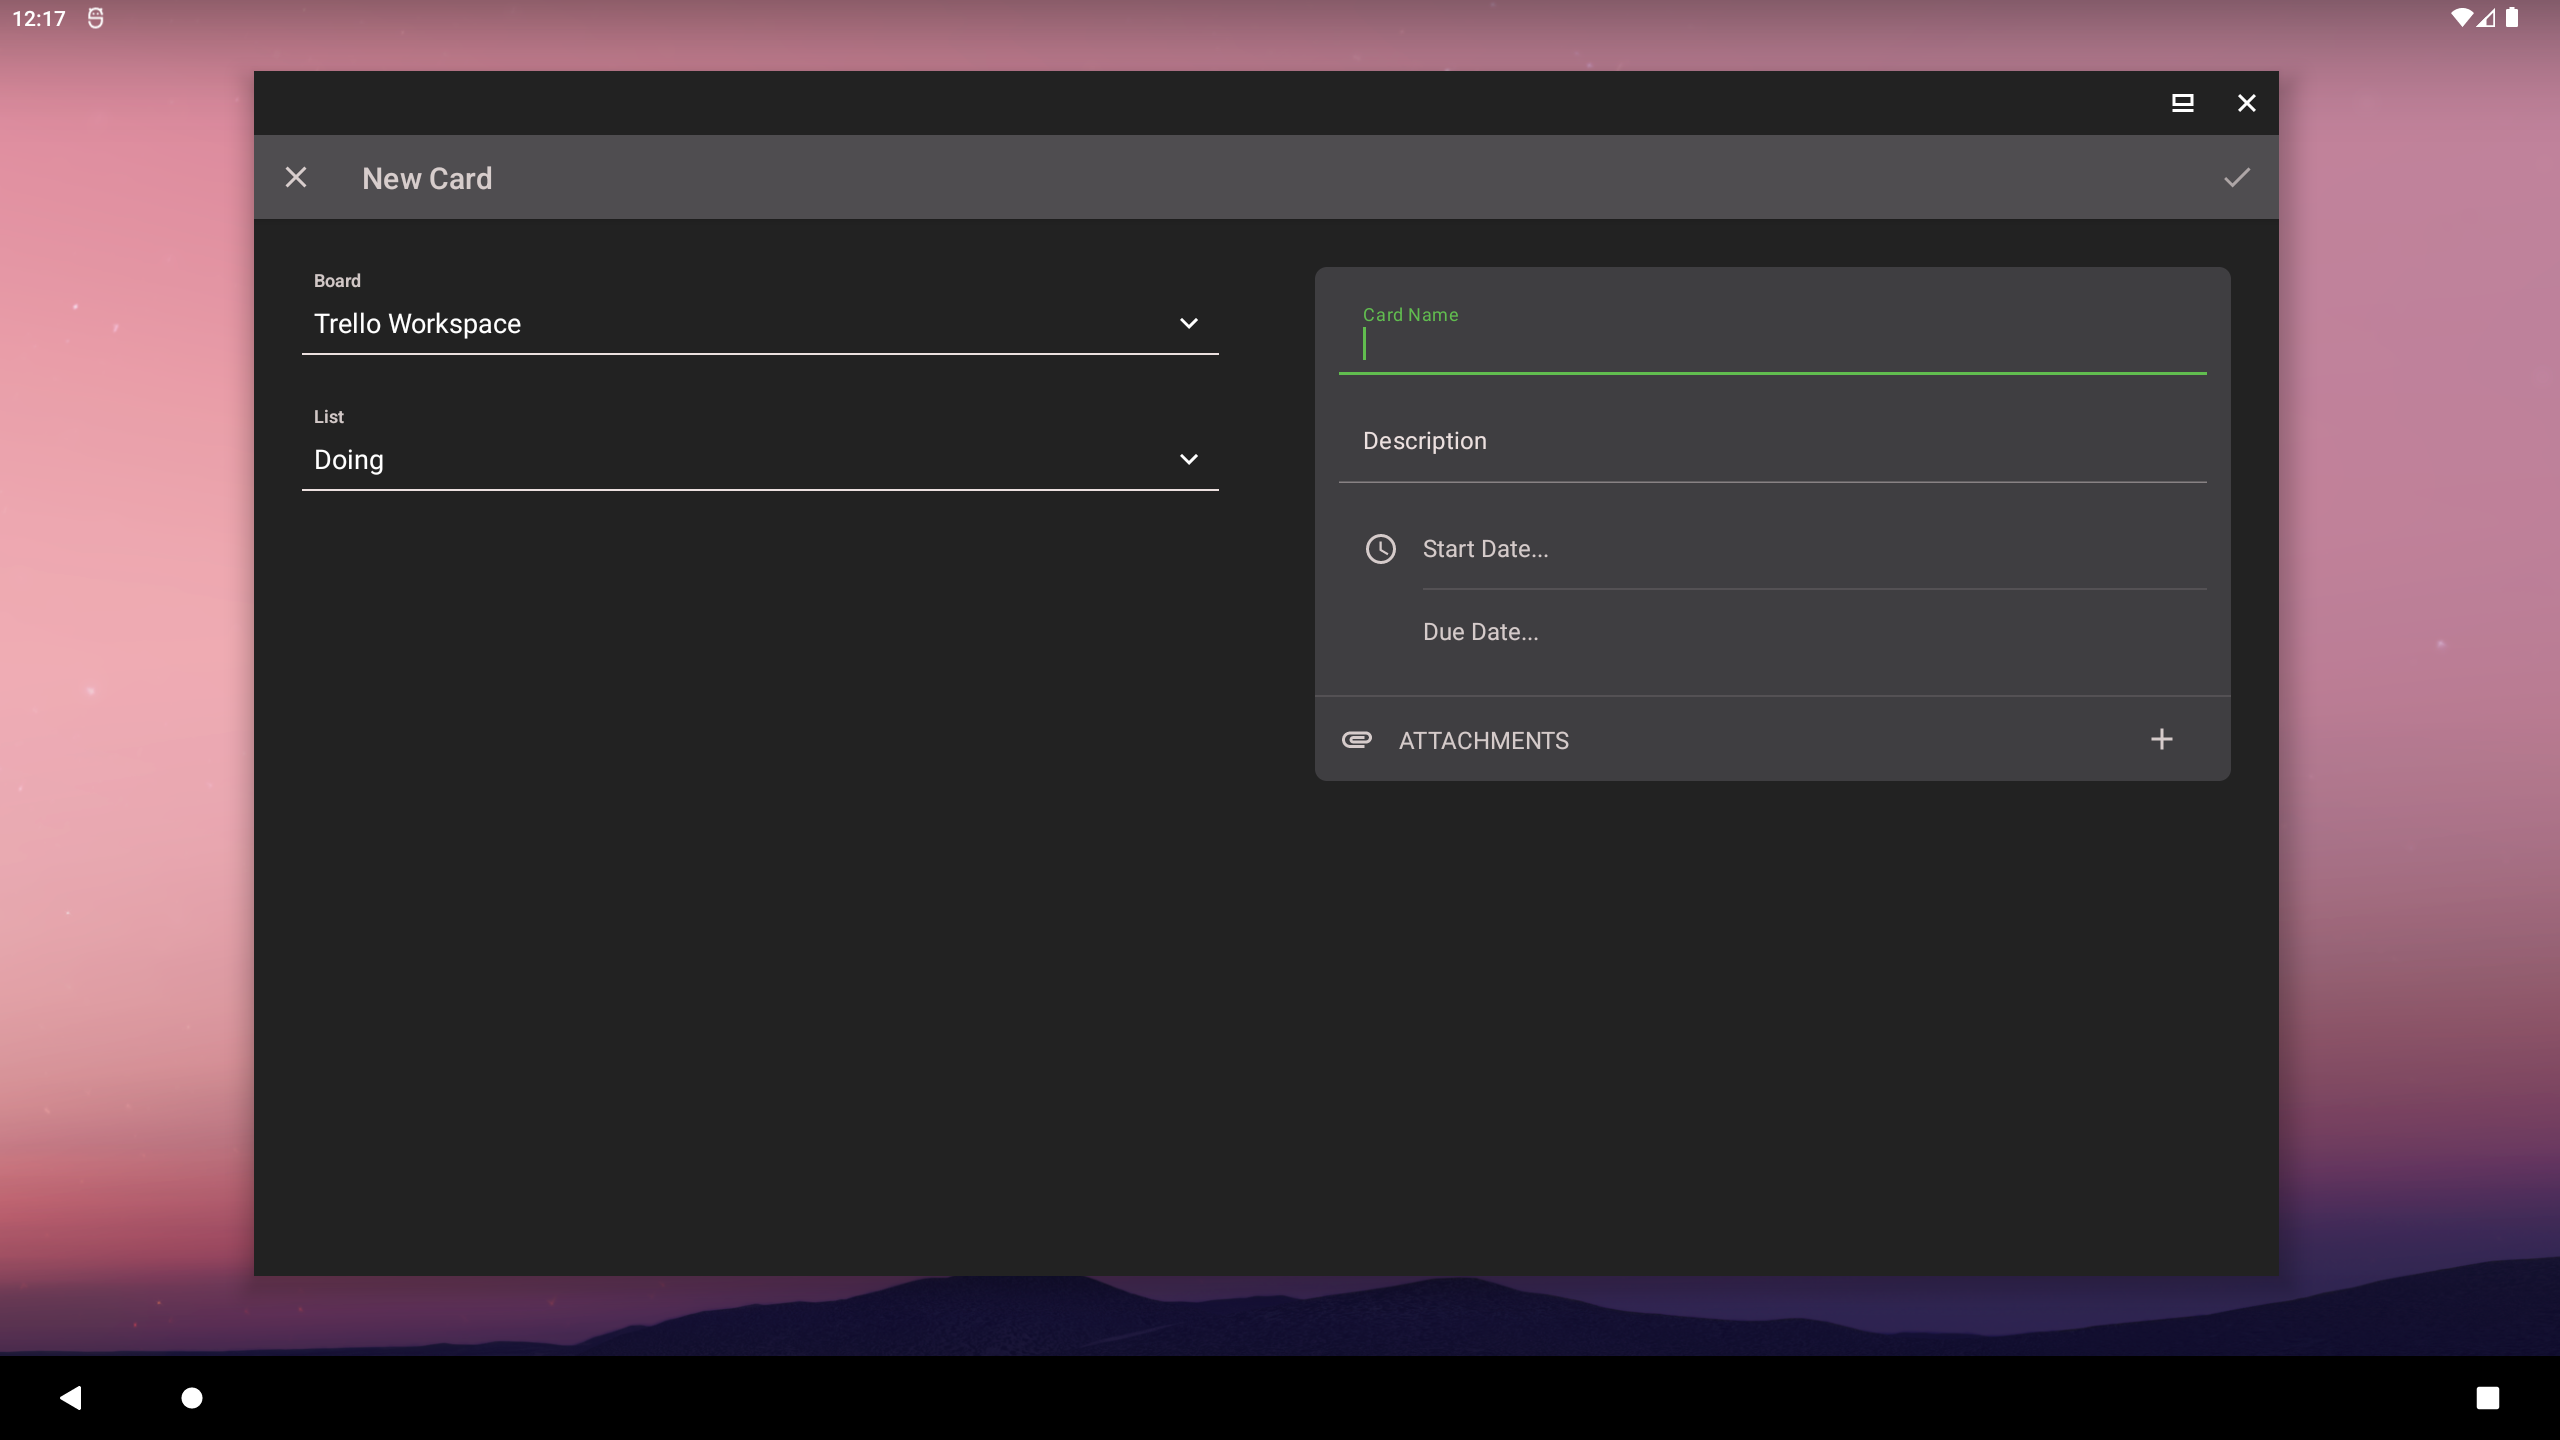 12:17
New Card
Board
Trello Workspace
List
Doing
Card Name
Description
Start Date...
Due Date...
ATTACHMENTS